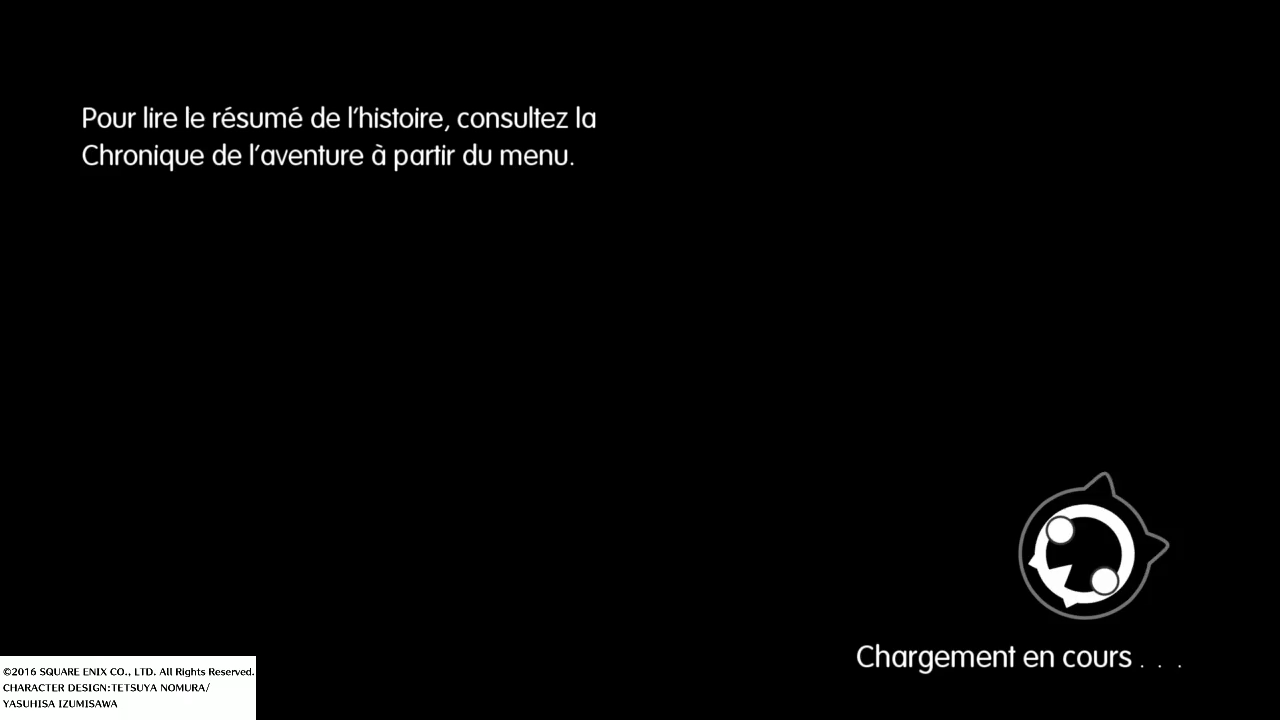 Pour lire le résumé de l'histoire, consultez la
Chronique de l'aventure à partir du menu.
Chargement en cours . . .
©2016 SQUARE ENIX CO., LTD. All Rights Reserved.
CHARACTER DESIGN:TETSUYA NOMURA/
YASUHISA IZUMISAWA